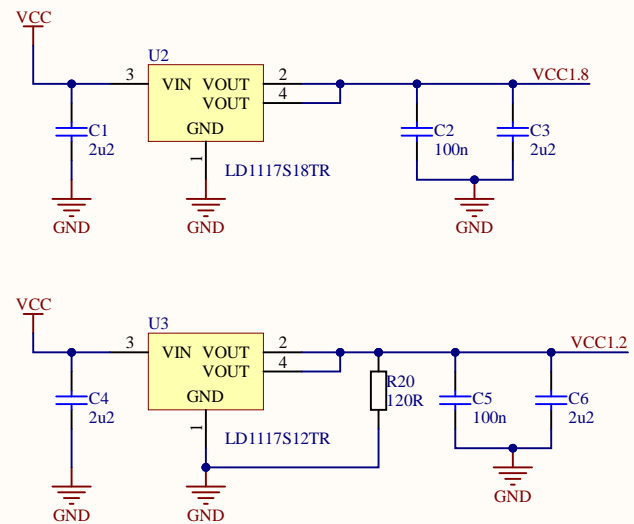 VCC
U2
3 VIN VOUT 2
VOUT 4
GND
1
C1
2u2
LD1117S18TR
VCC1.8
C2
100n
C3
2u2
GND
GND
GND
VCC
U3
3 VIN VOUT 2
VOUT 4
GND
1
C4
2u2
LD1117S12TR
VCC1.2
R20
120R
C5
100n
C6
2u2
GND
GND
GND